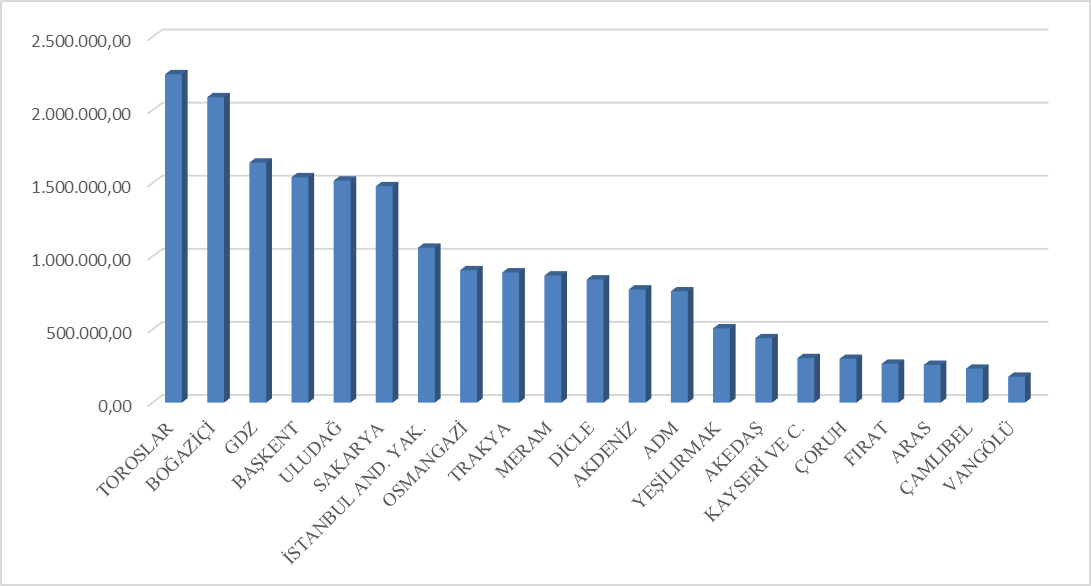 2.500.000,00
2.000.000,00
1.500.000,00
1.000.000,00
500.000,00
0,00
TOROSLAR
BOĞAZİÇİ
GDZ
BAŞKENT
ULUDAĞ
SAKARYA
İSTANBUL AND. YAK.
OSMANGAZİ
TRAKYA
MERAM
DİCLE
AKDENİZ
ADM
YEŞİLIRMAK
AKEDAŞ
KAYSERİ VE C.
ÇORUH
FIRAT
ARAS
ÇAMLIBEL
VANGÖLÜ